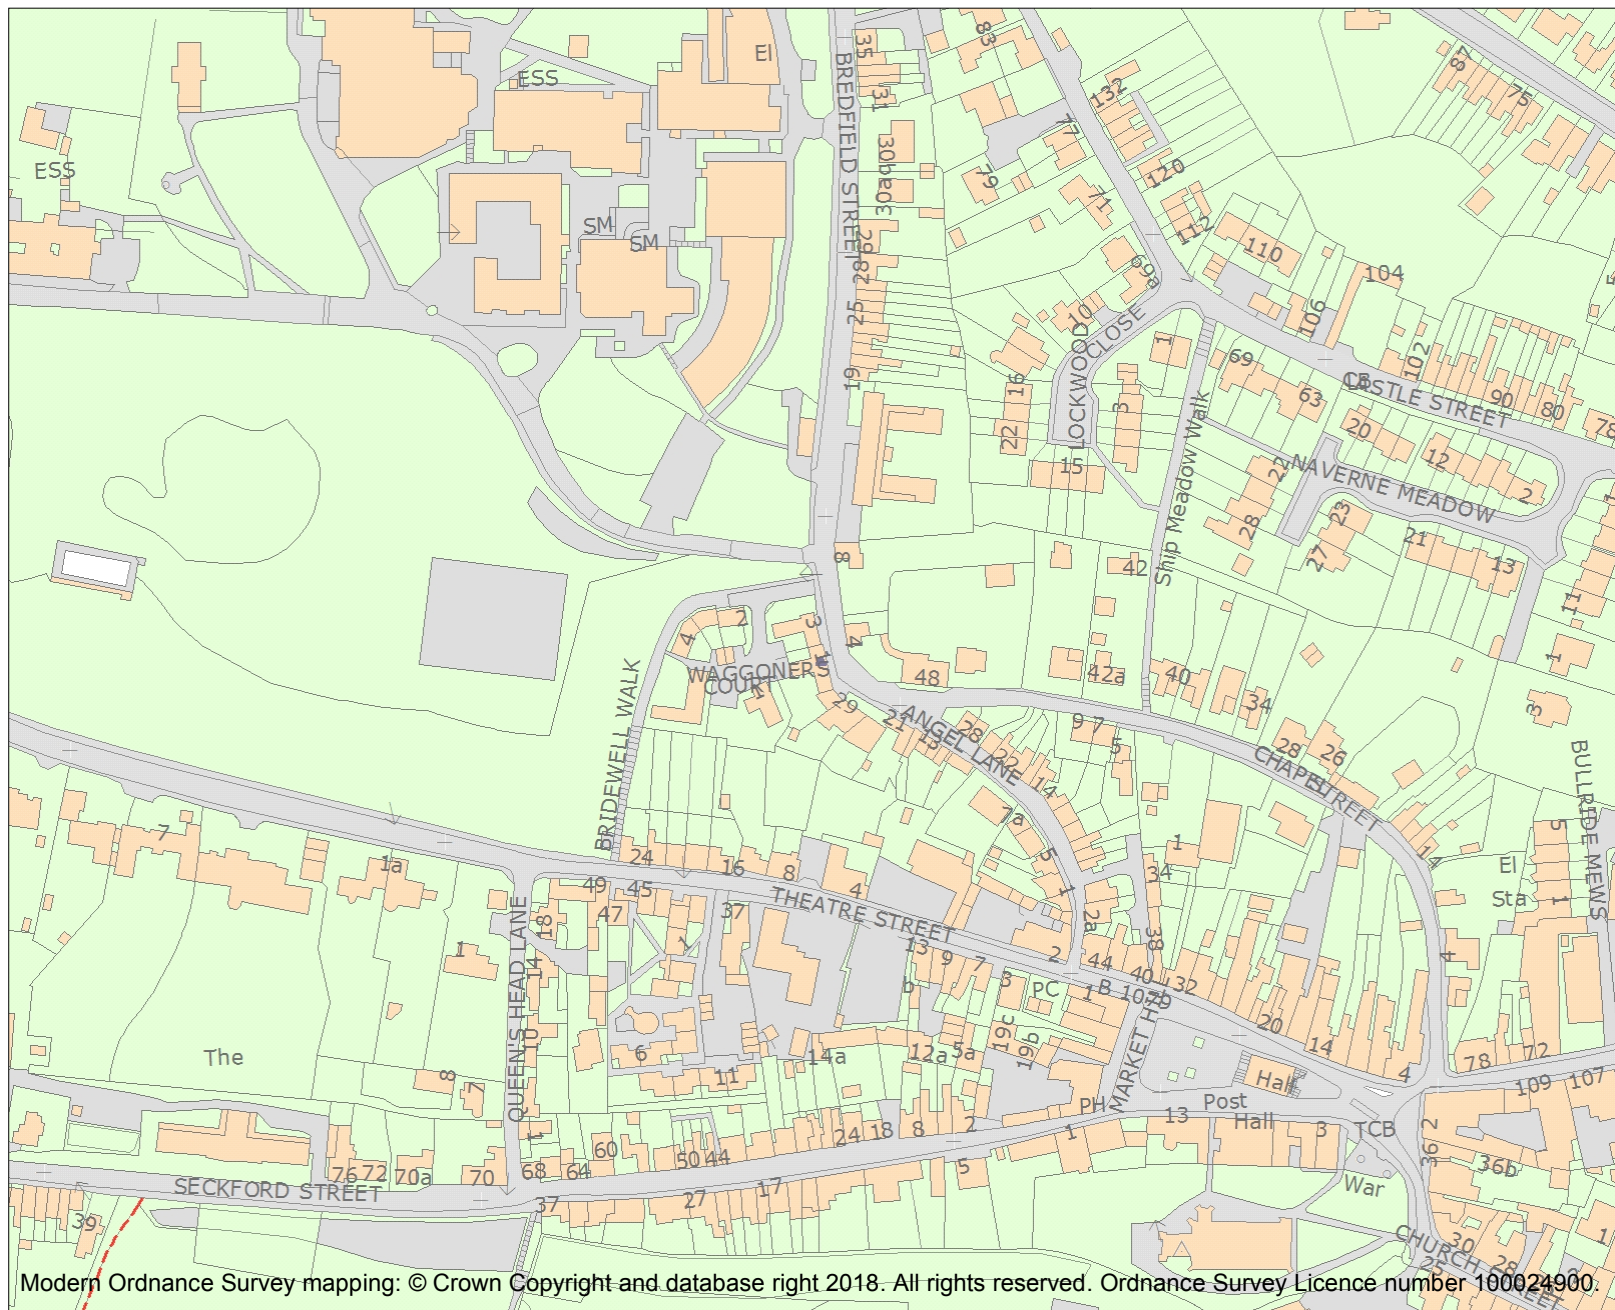 El
35
BREDFIELD STREET
83
87
75
ESS
31
132
77
30b
30a
79
120
71
ESS
SM
SM
112
110
29
28
69a
104
25
10
106
LOCKWOOD
CLOSE
1
69
102
CASTLE STREET
19
16
3
63
90
80
78
22
Ship Meadow Walk
20
12
15
22
NAVERNE MEADOW
2
28
23
27
21
13
8
42
11
2
3
4
4
1
WAGGONERS
COURT
1
48
42a
40
34
1
3
BRIDEWELL WALK
29
21
13
ANGEL LANE
28
22
14
9
7
5
28
26
CHAPEL STREET
BULLRIDE MEWS
7
1a
7a
5
1
1
14
5
El
Sta
1
24
16
8
4
34
49
45
47
37
THEATRE STREET
2a
38
18
1
1
13
9
7
3
2
44
40
32
4
QUEEN'S HEAD LANE
14
b
PC
1
B 1079
MARKET HILL
10
19c
19b
20
14
The
6
14a
12a
5a
78
72
8
7
11
Hall
4
109
107
PH
Post
Hall
13
3
TCB
2
36
1
24
18
8
2
1
60
50
44
68
64
76
72
70a
70
5
36b
War
SECKFORD STREET
37
27
17
39
CHURCH STREET
30
28
25
Modern Ordnance Survey mapping: © Crown Copyright and database right 2018. All rights reserved. Ordnance Survey Licence number 100024900.